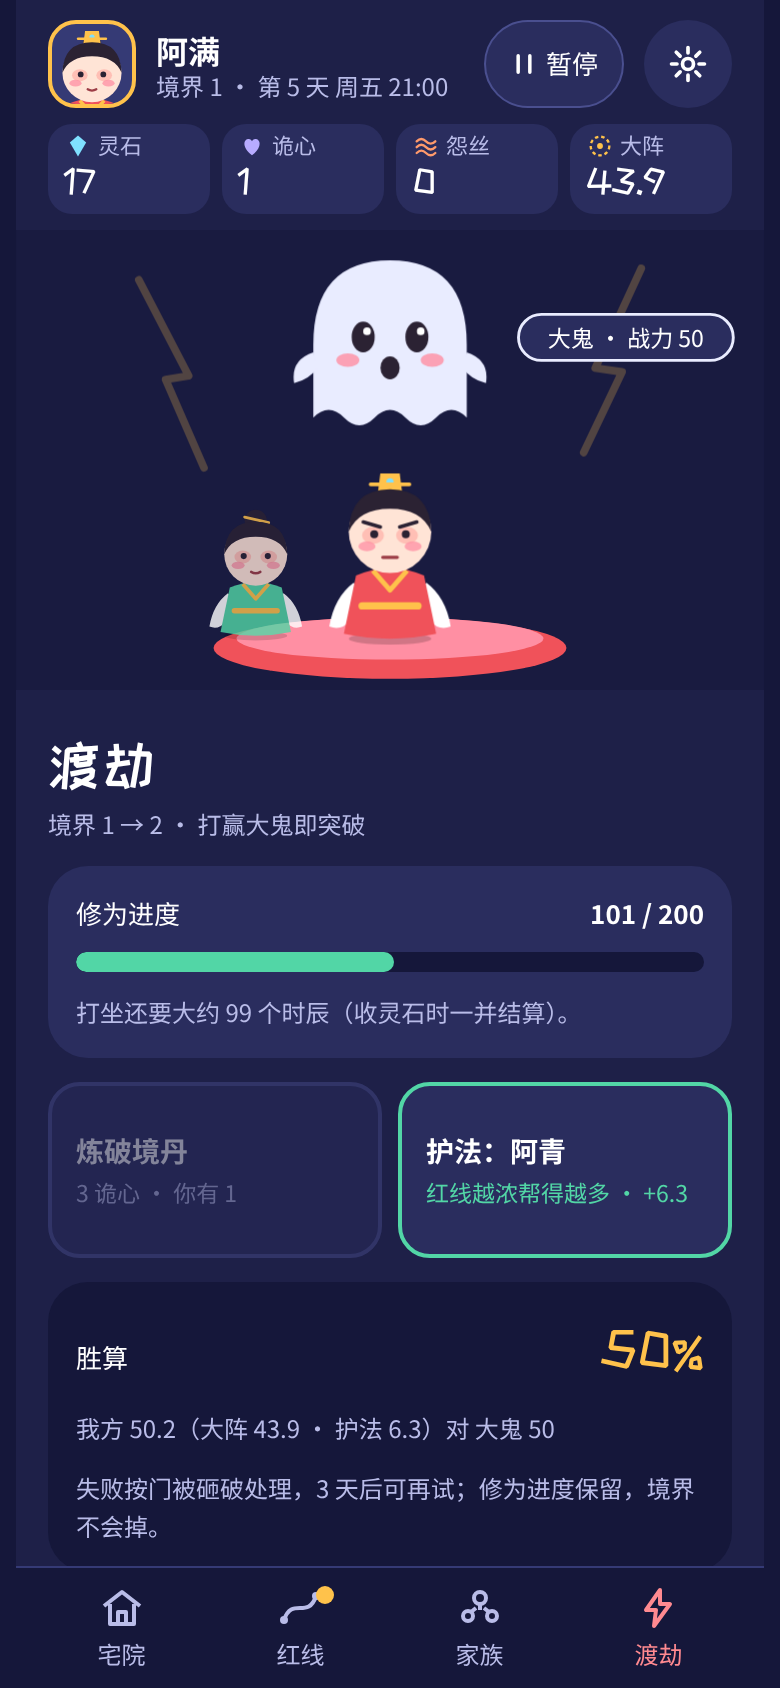 阿满
境界 1 · 第 5 天 周五 21:00
暂停
灵石
17
诡心
1
怨丝
0
大阵
43.9
大鬼 · 战力 50
渡劫
境界 1 → 2 · 打赢大鬼即突破
修为进度
101 / 200
打坐还要大约 99 个时辰（收灵石时一并结算）。
炼破境丹
3 诡心 · 你有 1
护法：阿青
红线越浓帮得越多 · +6.3
胜算
50%
我方 50.2（大阵 43.9 · 护法 6.3）对 大鬼 50
失败按门被砸破处理，3 天后可再试；修为进度保留，境界
不会掉。
宅院
红线
家族
渡劫